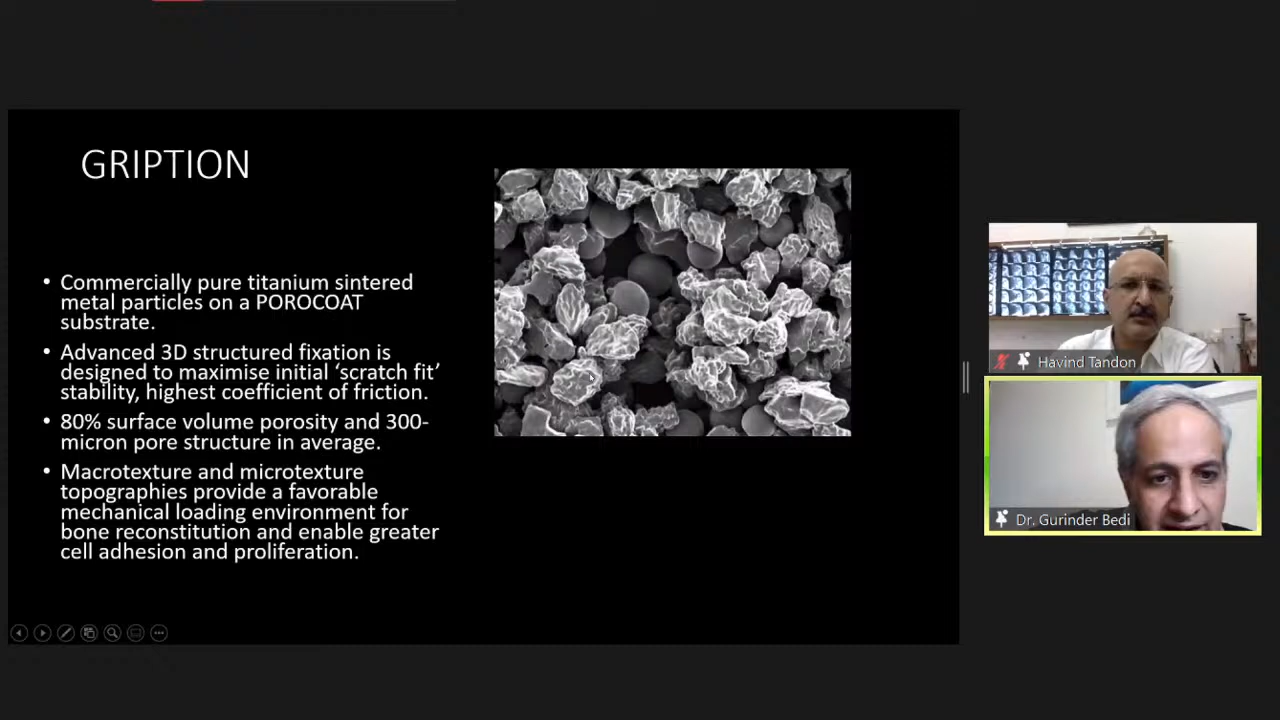 GRIPTION
• Commercially pure titanium sintered
metal particles on a POROCOAT
substrate.
• Advanced 3D structured fixation is
designed to maximise initial ‘scratch fit’
stability, highest coefficient of friction.
• 80% surface volume porosity and 300-
micron pore structure in average.
• Macrotexture and microtexture
topographies provide a favorable
mechanical loading environment for
bone reconstitution and enable greater
cell adhesion and proliferation.
Havind Tandon
Dr. Gurinder Bedi